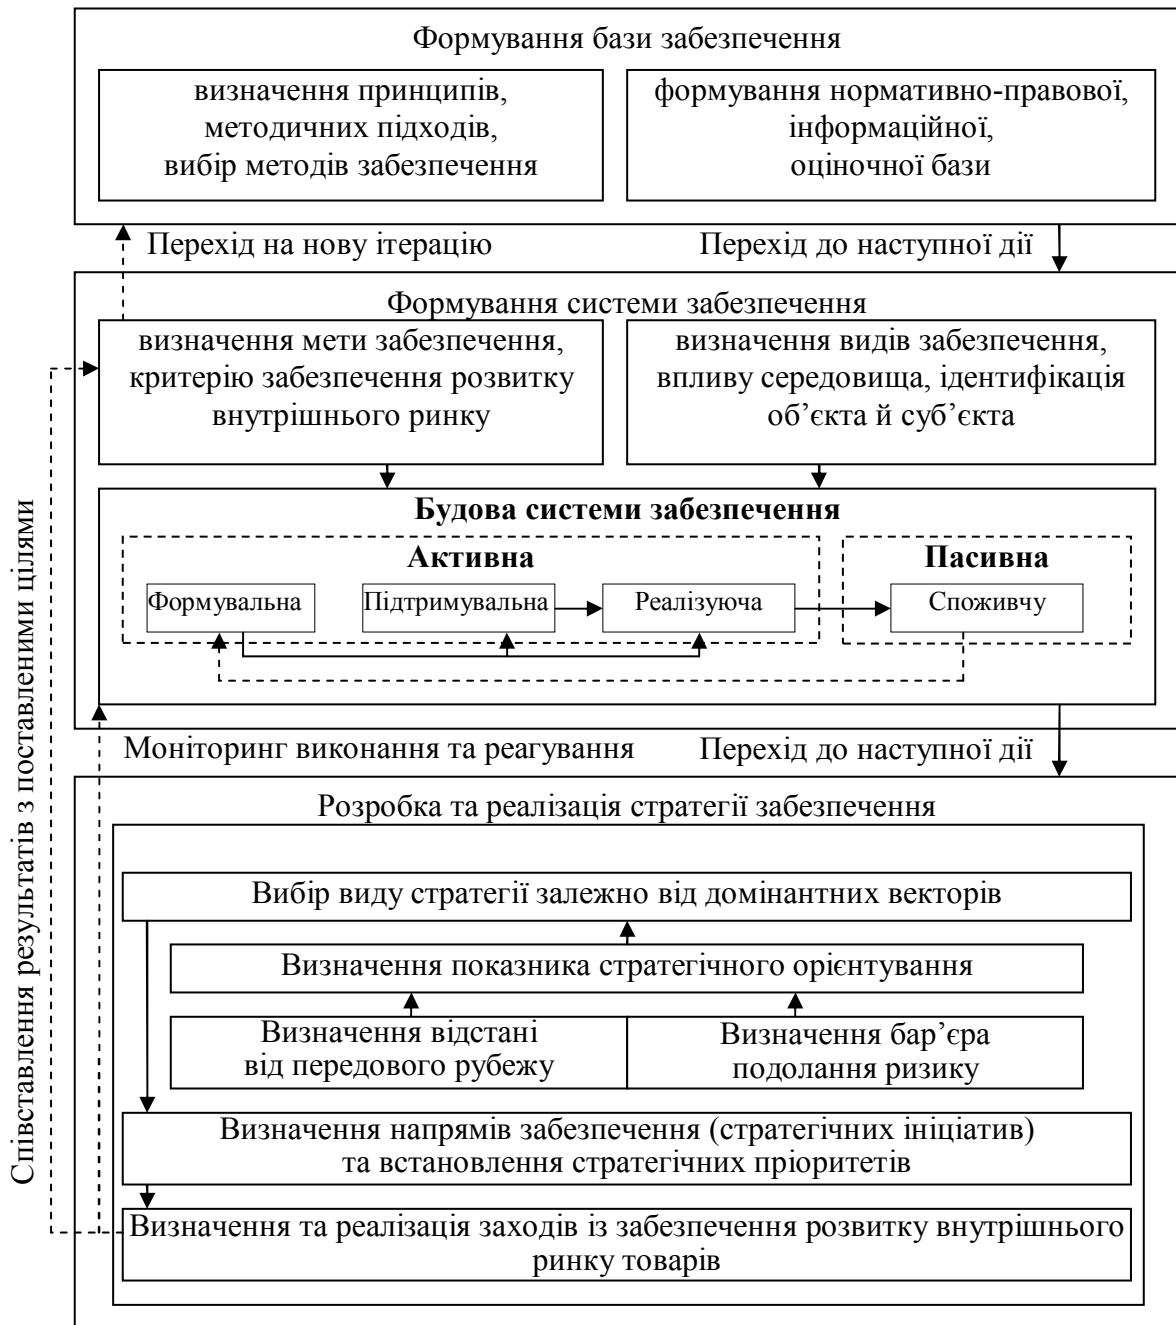 Формування бази забезпечення
визначення принципів,
методичних підходів,
вибір методів забезпечення
формування нормативно-правової,
інформаційної,
оціночної бази
Перехід на нову ітерацію
Перехід до наступної дії
Формування системи забезпечення
визначення мети забезпечення,
критерію забезпечення розвитку
внутрішнього ринку
визначення видів забезпечення,
впливу середовища, ідентифікація
об’єкта й суб’єкта
Будова системи забезпечення
Активна
Пасивна
Формувальна
Підтримувальна
Реалізуюча
Споживчу
Моніторинг виконання та реагування
Перехід до наступної дії
Співставлення результатів з поставленими цілями
Розробка та реалізація стратегії забезпечення
Вибір виду стратегії залежно від домінантних векторів
Визначення показника стратегічного орієнтування
Визначення відстані
від передового рубежу
Визначення бар’єра
подолання ризику
Визначення напрямів забезпечення (стратегічних ініціатив)
та встановлення стратегічних пріоритетів
Визначення та реалізація заходів із забезпечення розвитку внутрішнього
ринку товарів